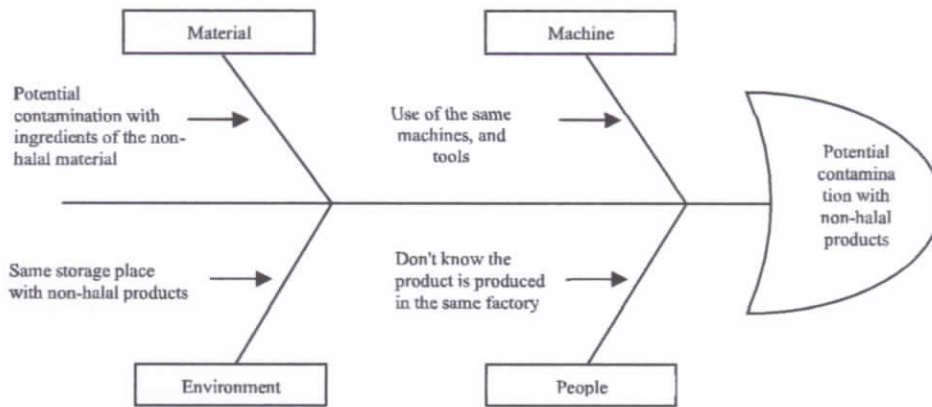 Material
Machine
Potential
contamination with
ingredients of the non-
halal material
Use of the same
machines, and
tools
Potential
contamina
tion with
non-halal
products
Same storage place
with non-halal products
Don't know the
product is produced
in the same factory
Environment
People